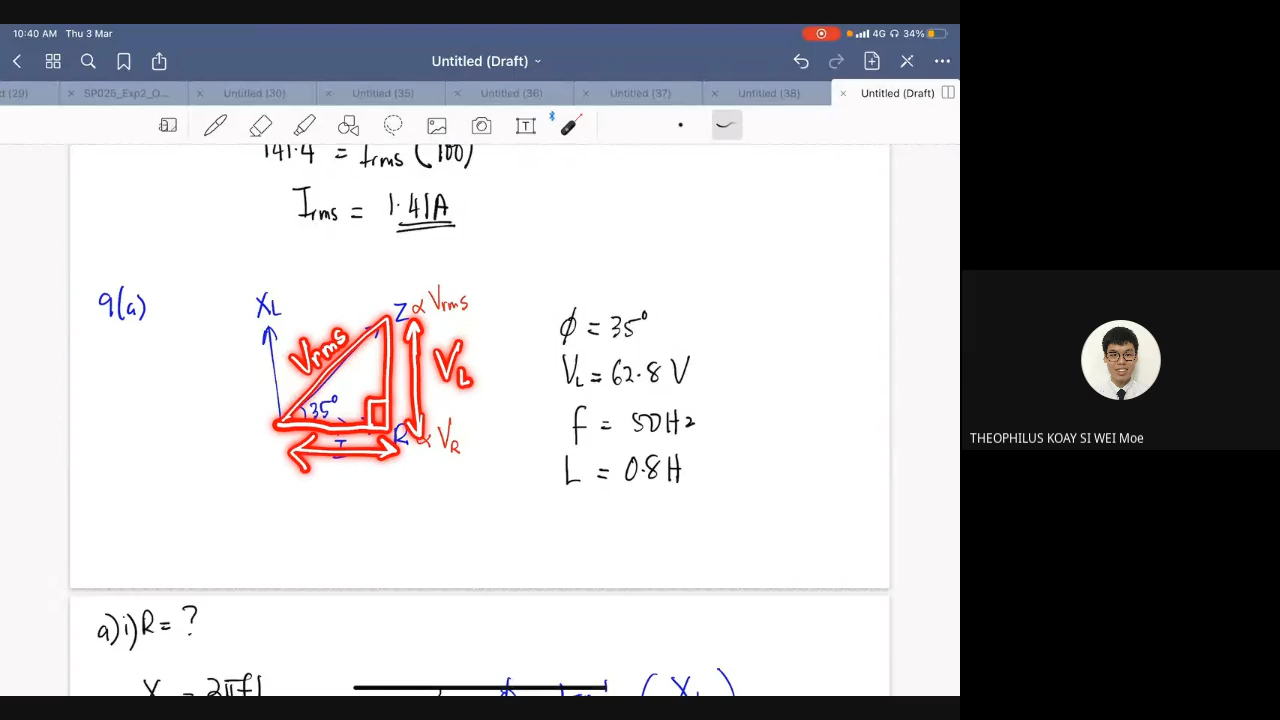 10:40 AM Thu 3 Mar
4G 34%
Untitled (Draft)
d (29)
SP025_Exp2_O...
Untitled (30)
Untitled (35)
Untitled (36)
Untitled (37)
Untitled (38)
Untitled (Draft)
T
141.4 = Irms (100)
Irms = 1.41A
9(a)
XL
Z α Vrms
Vrms
VL
35°
R α VR
I
ϕ = 35°
VL = 62.8 V
f = 50Hz
L = 0.8H
THEOPHILUS KOAY SI WEI Moe
a)i) R = ?
X = 2πfL
(XL)